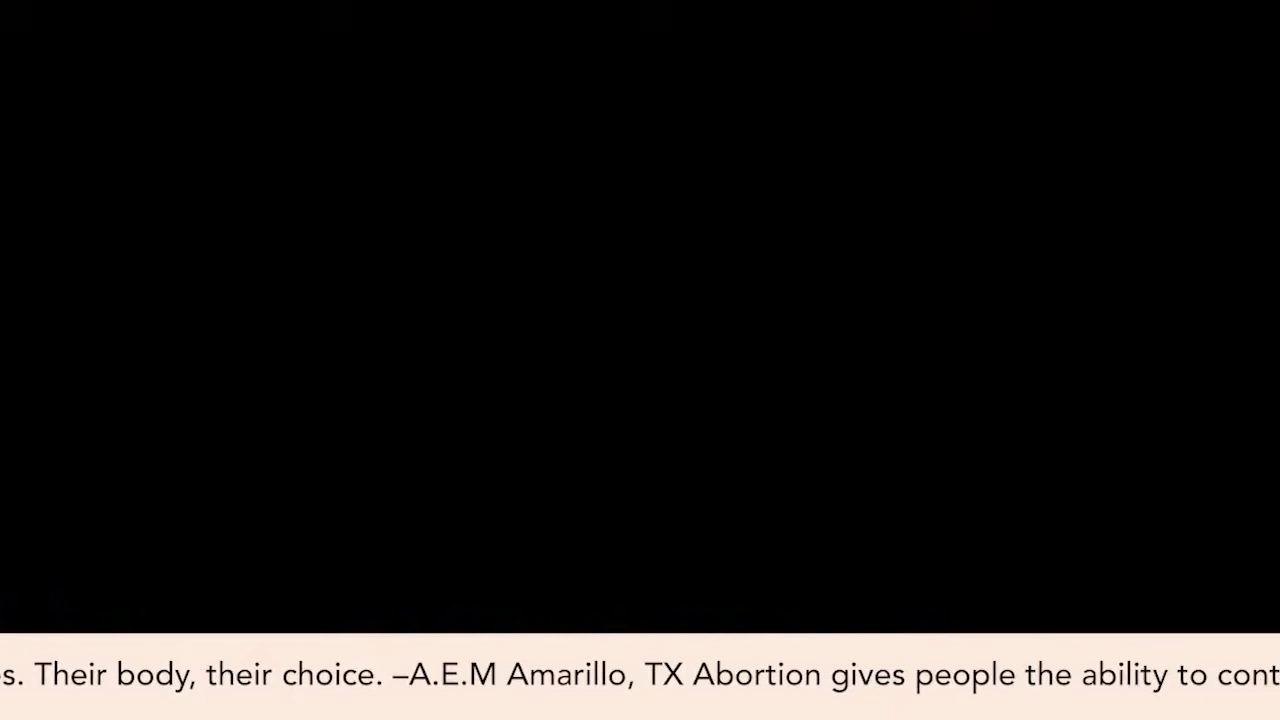 s. Their body, their choice. –A.E.M Amarillo, TX Abortion gives people the ability to cont